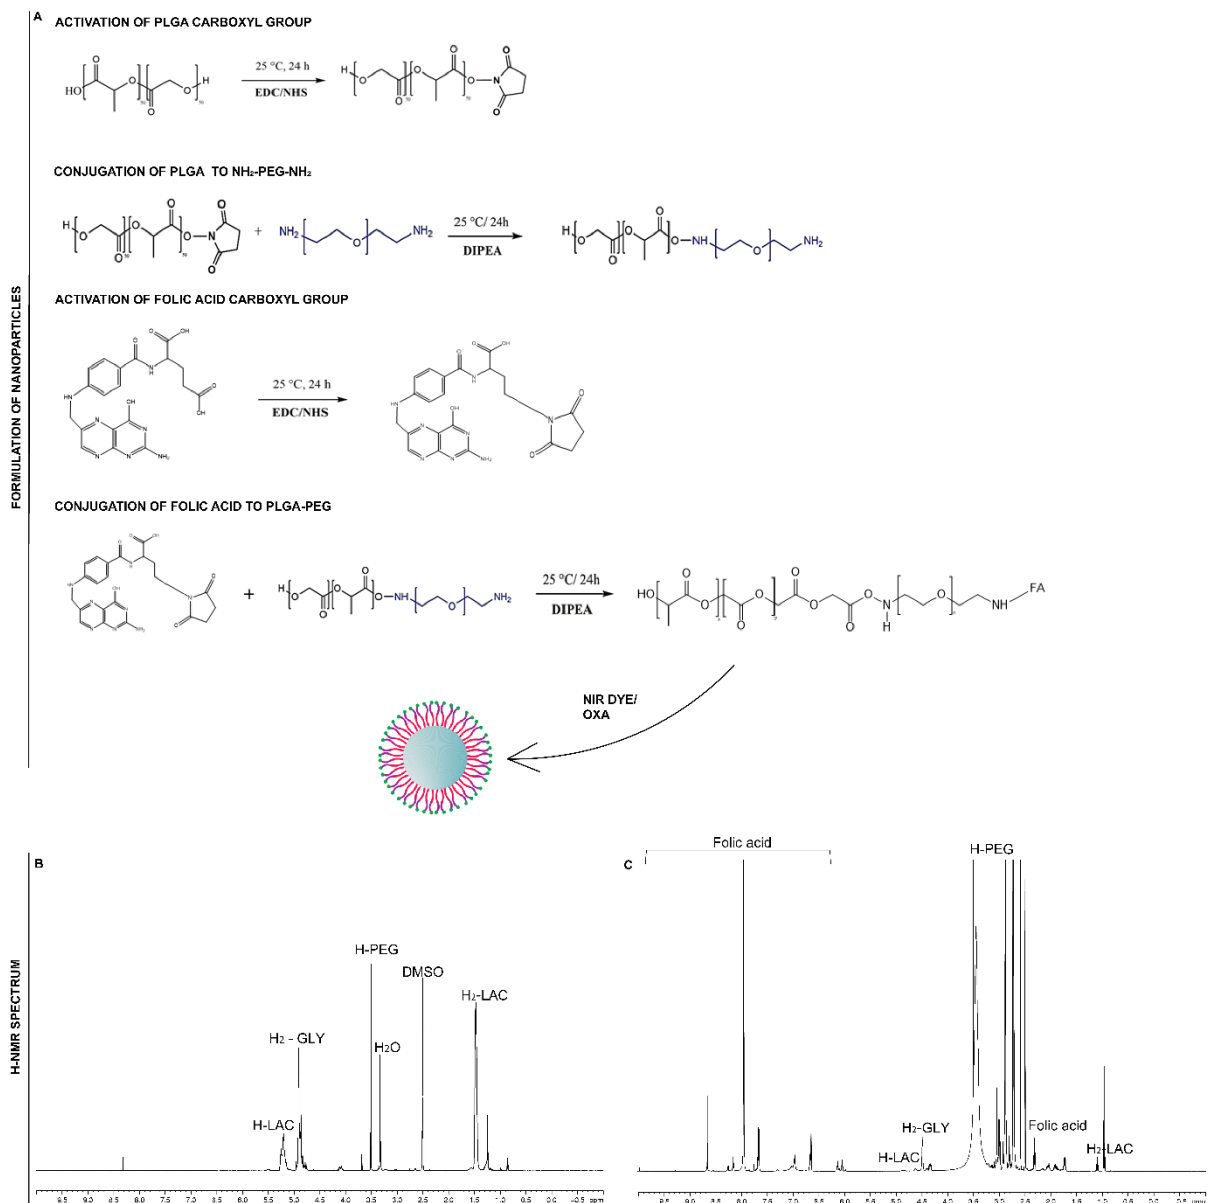 A
ACTIVATION OF PLGA CARBOXYL GROUP
25 °C, 24 h
EDC/NHS
CONJUGATION OF PLGA TO NH₂-PEG-NH₂
25 °C/ 24h
DIPEA
ACTIVATION OF FOLIC ACID CARBOXYL GROUP
25 °C, 24 h
EDC/NHS
CONJUGATION OF FOLIC ACID TO PLGA-PEG
25 °C/ 24h
DIPEA
FA
NIR DYE/
OXA
FORMULATION OF NANOPARTICLES
B
H-PEG
DMSO
H₂-LAC
H₂ - GLY
H₂O
H-LAC
C
Folic acid
H-PEG
H₂-GLY
Folic acid
H-LAC
H₂-LAC
H-NMR SPECTRUM